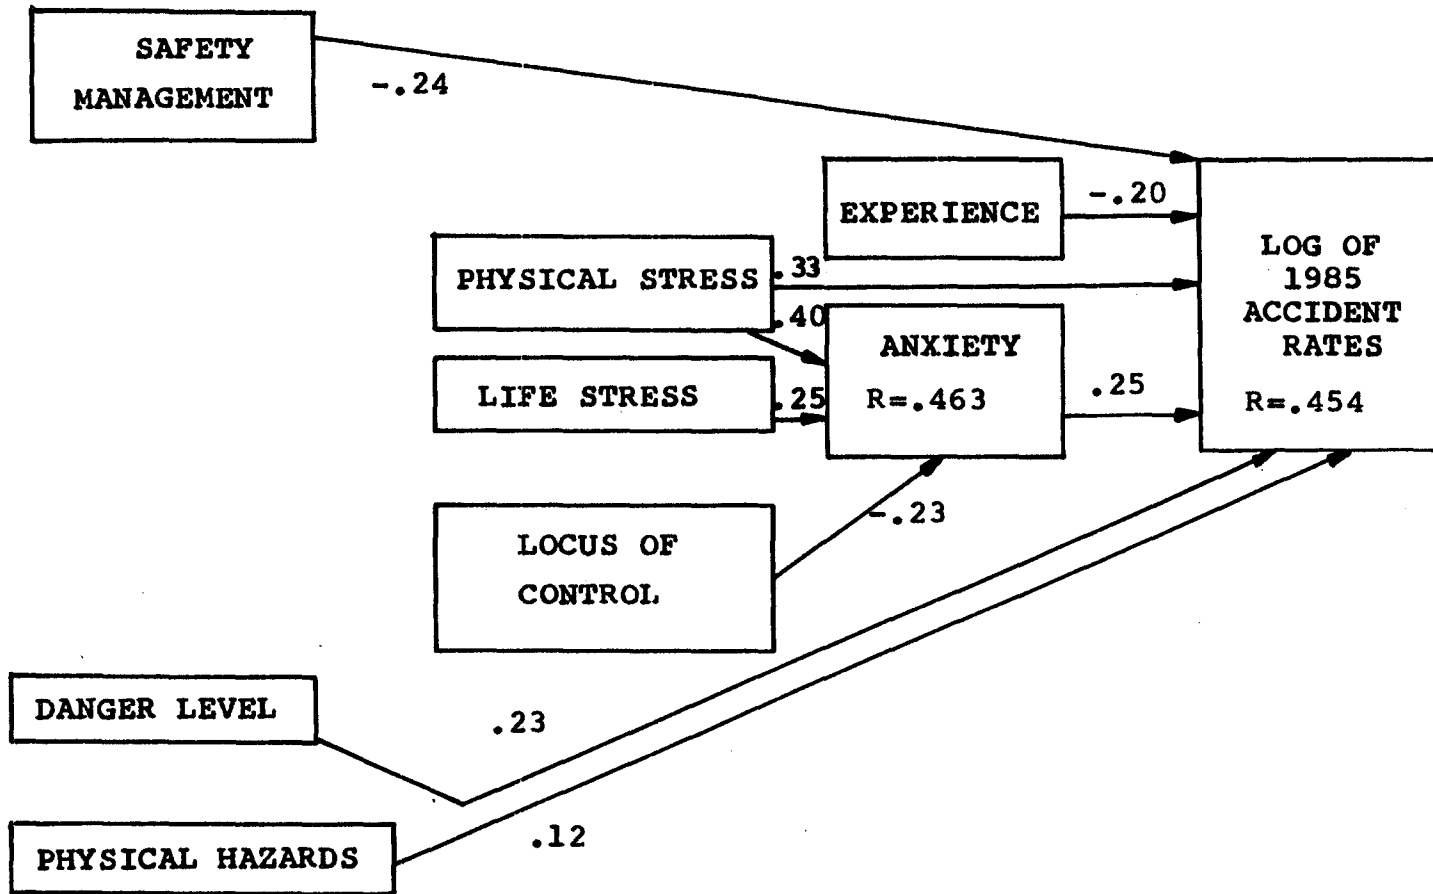 SAFETY
MANAGEMENT
-.24
EXPERIENCE
-.20
PHYSICAL STRESS
.33
.40
LIFE STRESS
.25
ANXIETY
R=.463
.25
LOG OF
1985
ACCIDENT
RATES
R=.454
LOCUS OF
CONTROL
-.23
DANGER LEVEL
.23
PHYSICAL HAZARDS
.12